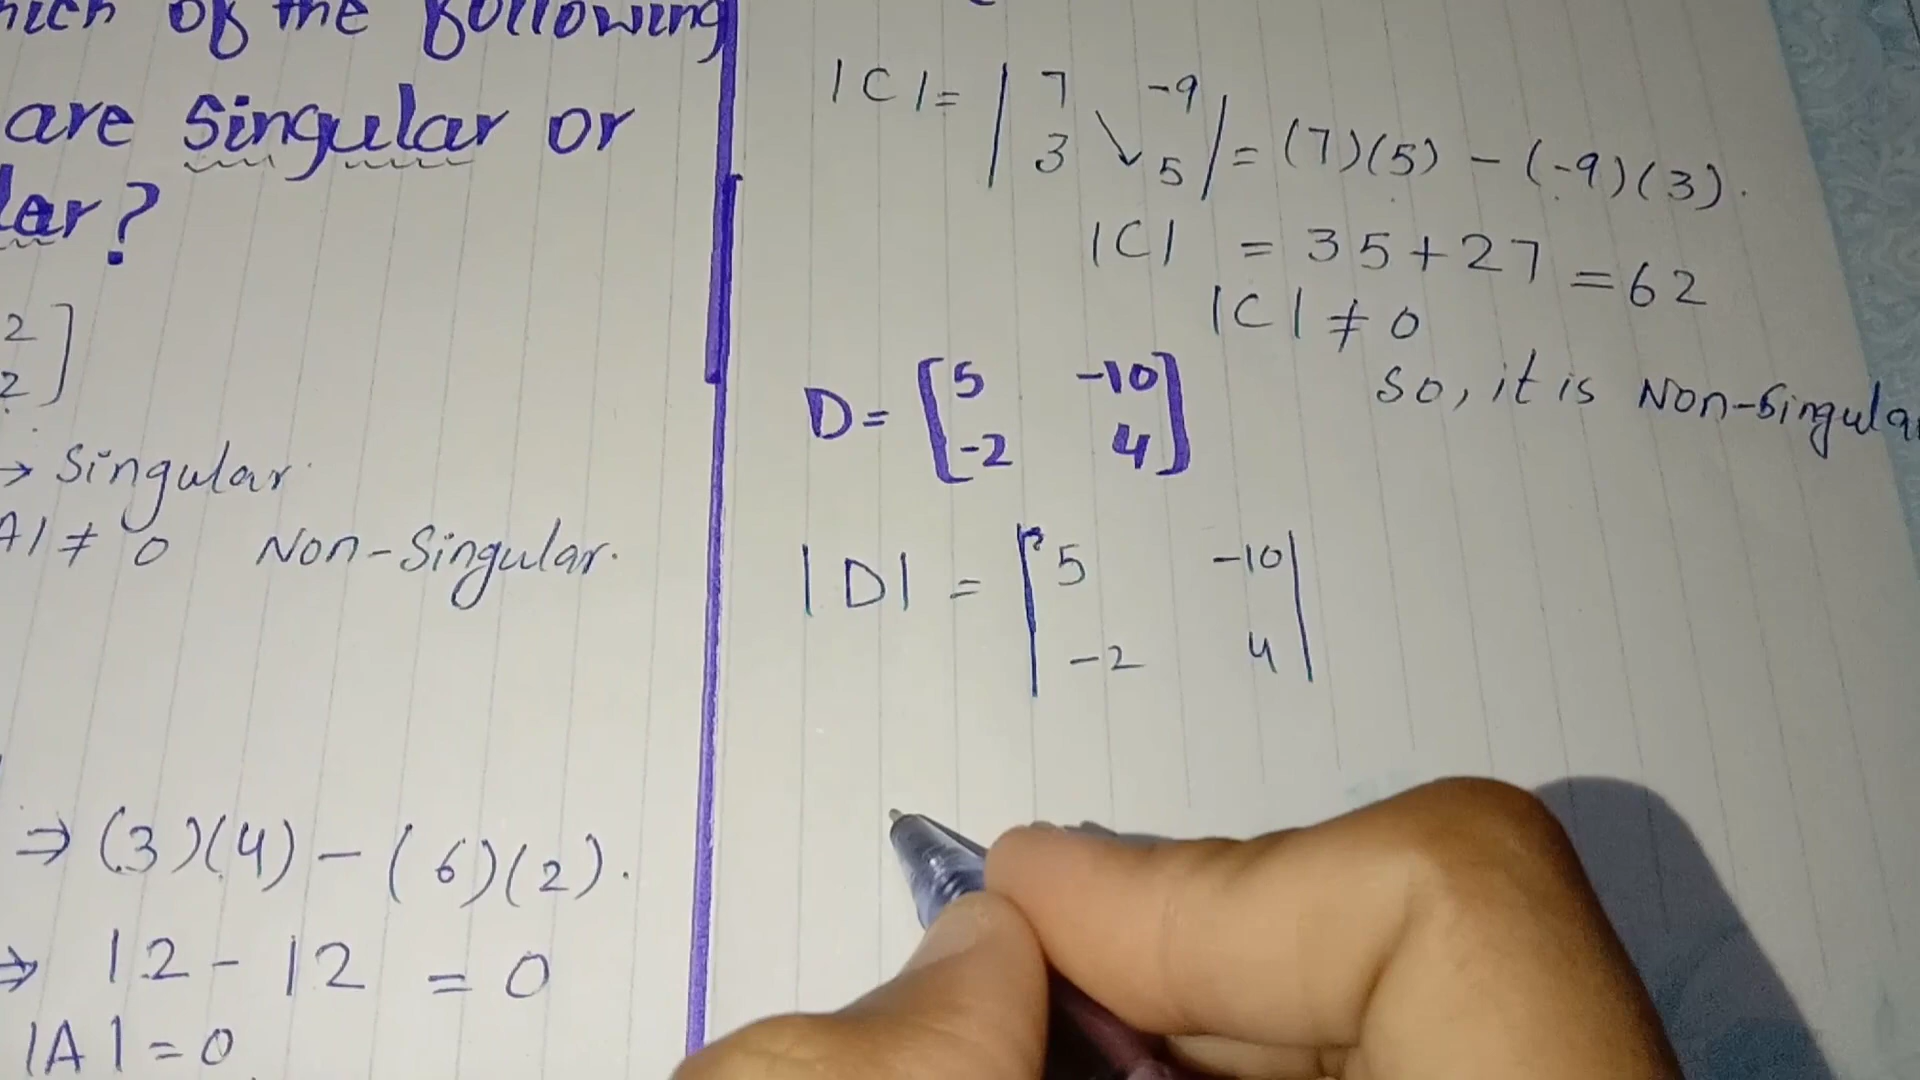 of the following
are Singular or
lar?
2
2
→ Singular
A| ≠ 0 Non-Singular.
⇒ (3)(4) - (6)(2).
⇒ 12 - 12 = 0
|A| = 0
|C| = | 7 -9
3 5 | = (7)(5) - (-9)(3).
|C| = 35 + 27 = 62
|C| ≠ 0
So, it is Non-Singular
D = [ 5 -10
-2 4 ]
|D| = | 5 -10 |
-2 4